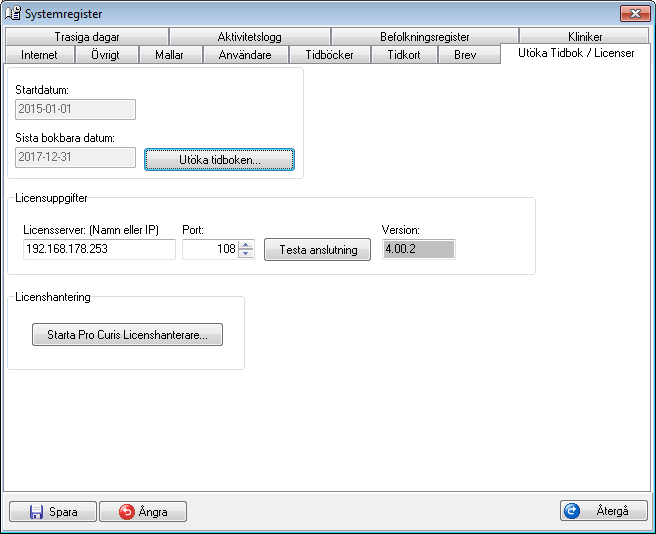 Systemregister
Trasiga dagar
Aktivitetslogg
Befolkningsregister
Kliniker
Internet
Övrigt
Mallar
Användare
Tidböcker
Tidkort
Brev
Utöka Tidbok / Licenser
Startdatum:
2015-01-01
Sista bokbara datum:
2017-12-31
Utöka tidboken...
Licensuppgifter
Licensserver: (Namn eller IP)
Port:
Version:
192.168.178.253
108
Testa anslutning
4.00.2
Licenshantering
Starta Pro Curis Licenshanterare...
Spara
Ångra
Återgå